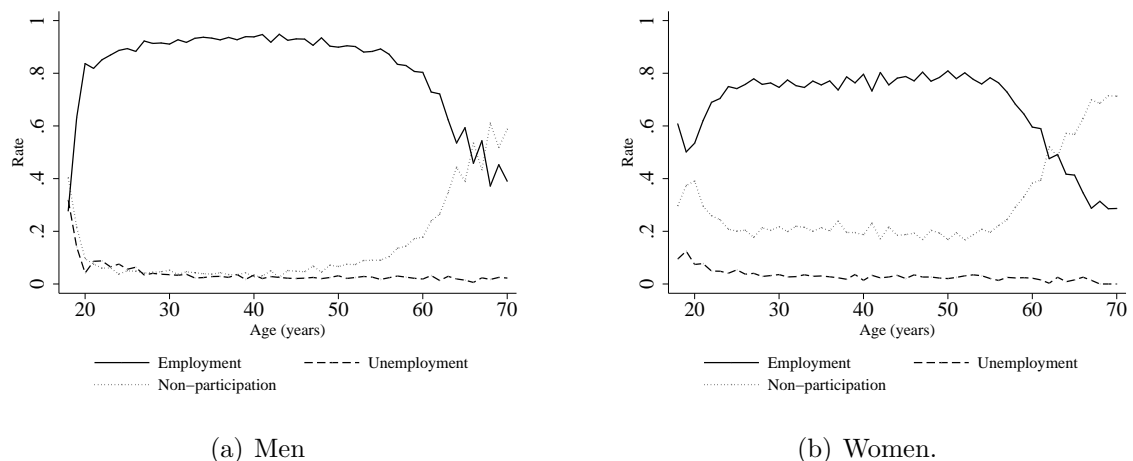 0 .2 .4 .6 .8 1
Rate
20 30 40 50 60 70
Age (years)
Employment Unemployment
Non−participation
(a) Men
0 .2 .4 .6 .8 1
Rate
20 30 40 50 60 70
Age (years)
Employment Unemployment
Non−participation
(b) Women.